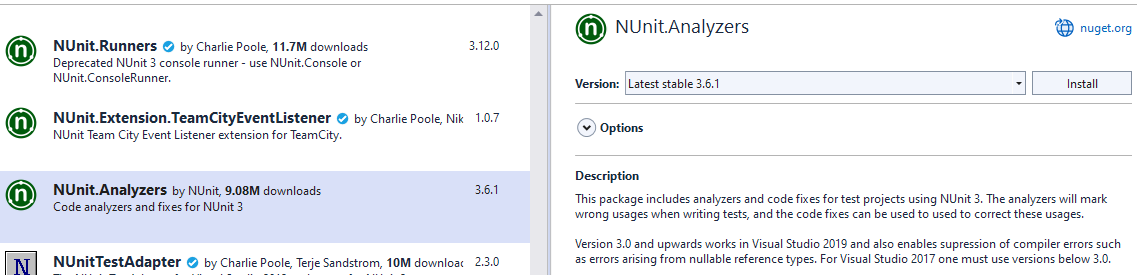 NUnit.Runners by Charlie Poole, 11.7M downloads 3.12.0
Deprecated NUnit 3 console runner - use NUnit.Console or
NUnit.ConsoleRunner.
NUnit.Extension.TeamCityEventListener by Charlie Poole, Nik 1.0.7
NUnit Team City Event Listener extension for TeamCity.
NUnit.Analyzers by NUnit, 9.08M downloads 3.6.1
Code analyzers and fixes for NUnit 3
N NUnitTestAdapter by Charlie Poole, Terje Sandstrom, 10M downloac 2.3.0
n NUnit.Analyzers nuget.org
Version: Latest stable 3.6.1 Install
Options
Description
This package includes analyzers and code fixes for test projects using NUnit 3. The analyzers will mark
wrong usages when writing tests, and the code fixes can be used to used to correct these usages.
Version 3.0 and upwards works in Visual Studio 2019 and also enables supression of compiler errors such
as errors arising from nullable reference types. For Visual Studio 2017 one must use versions below 3.0.